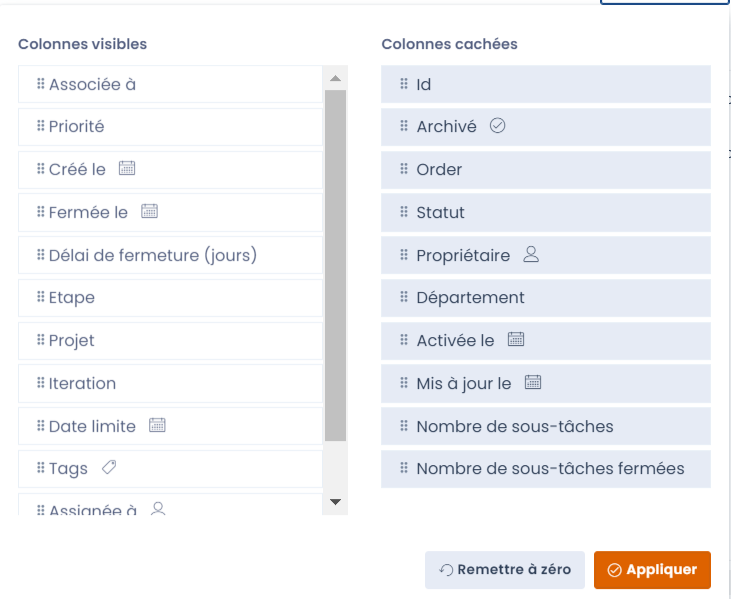 Colonnes visibles
Associée à
Priorité
Créé le
Fermée le
Délai de fermeture (jours)
Etape
Projet
Iteration
Date limite
Tags
Assignée à
Colonnes cachées
Id
Archivé
Order
Statut
Propriétaire
Département
Activée le
Mis à jour le
Nombre de sous-tâches
Nombre de sous-tâches fermées
Remettre à zéro
Appliquer